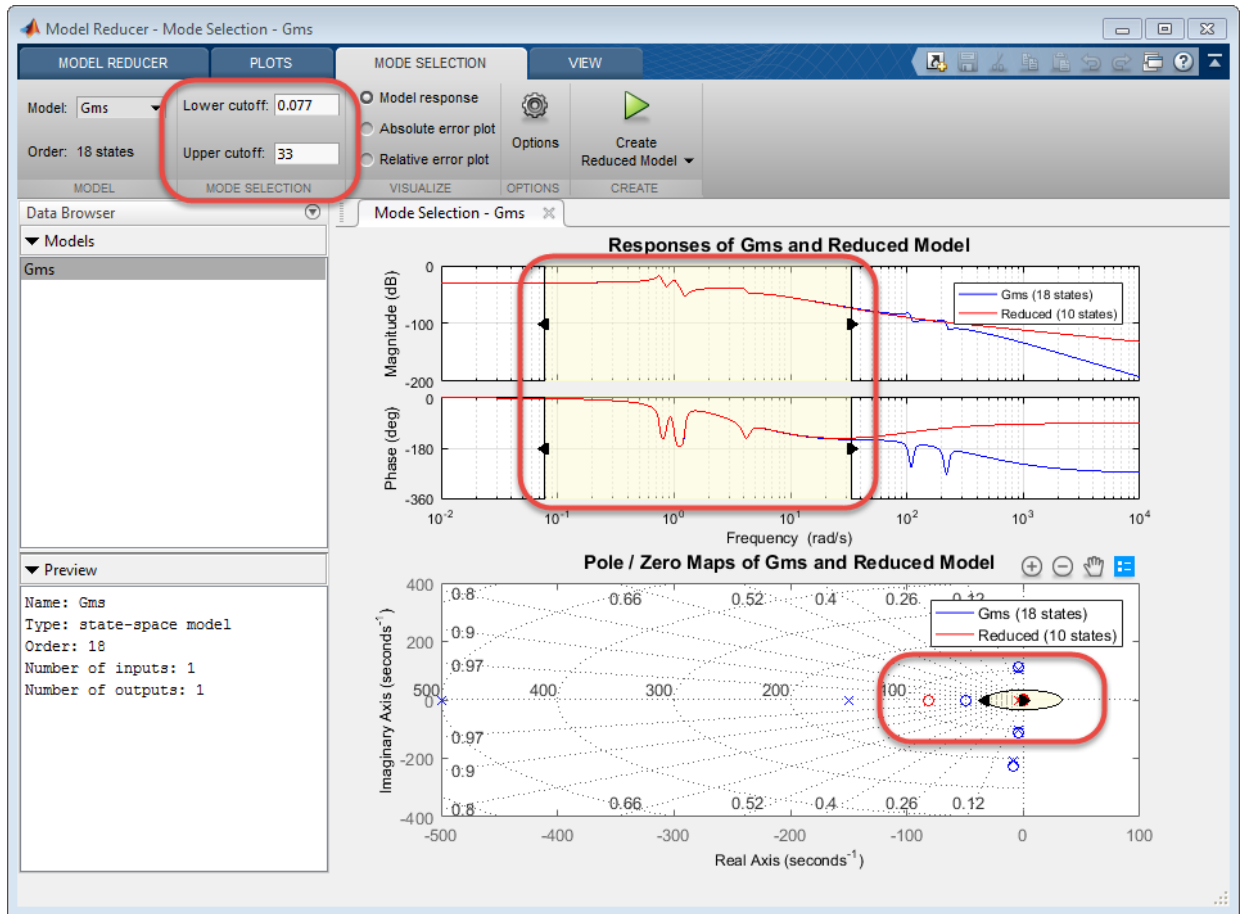 Model Reducer - Mode Selection - Gms
MODEL REDUCER PLOTS MODE SELECTION VIEW
Model: Gms Lower cutoff: 0.077 Model response
Absolute error plot
Options Create
Order: 18 states Upper cutoff: 33 Relative error plot Reduced Model
MODEL MODE SELECTION VISUALIZE OPTIONS CREATE
Data Browser
Models
Gms
Preview
Name: Gms
Type: state-space model
Order: 18
Number of inputs: 1
Number of outputs: 1
Mode Selection - Gms
Responses of Gms and Reduced Model
Magnitude (dB)
0
-100
-200
Gms (18 states)
Reduced (10 states)
Phase (deg)
0
-180
-360
10^-2 10^-1 10^0 10^1 10^2 10^3 10^4
Frequency (rad/s)
Pole / Zero Maps of Gms and Reduced Model
Imaginary Axis (seconds^-1)
400
200
0
-200
-400
0.8 0.66 0.52 0.4 0.26 0.12
Gms (18 states)
Reduced (10 states)
0.9
0.97
500 400 300 200 100
0.97
0.9
0.8 0.66 0.52 0.4 0.26 0.12
-500 -400 -300 -200 -100 0 100
Real Axis (seconds^-1)